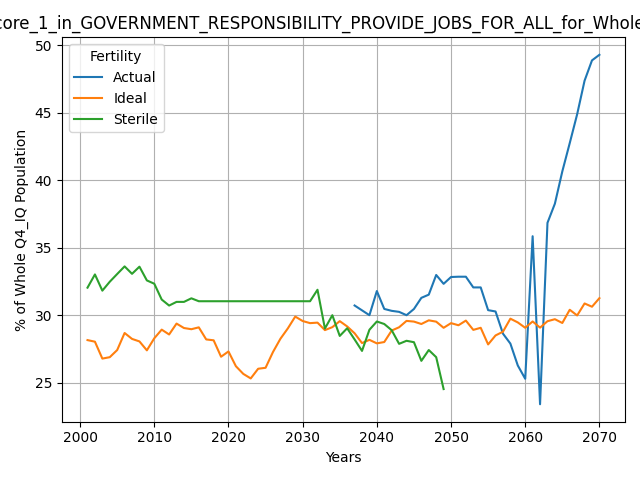 core_1_in_GOVERNMENT_RESPONSIBILITY_PROVIDE_JOBS_FOR_ALL_for_Whole
Fertility
Actual
Ideal
Sterile
% of Whole Q4_IQ Population
50
45
40
35
30
25
2000 2010 2020 2030 2040 2050 2060 2070
Years